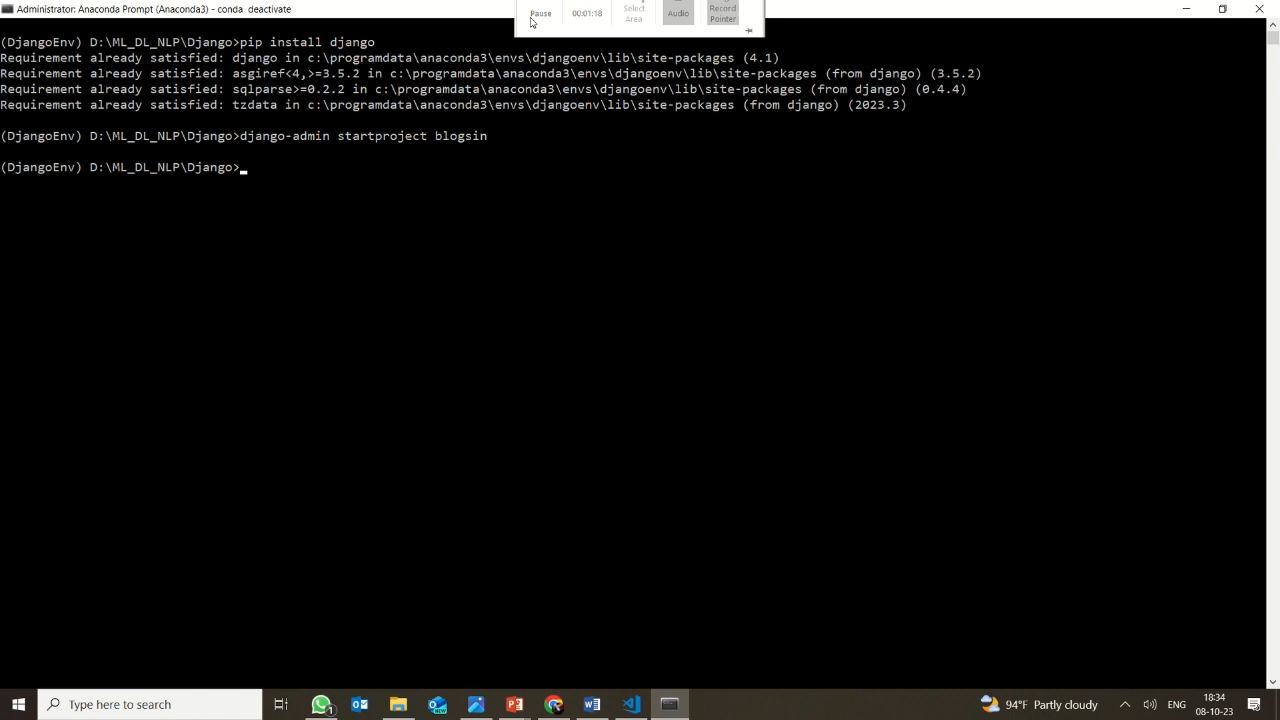 Administrator: Anaconda Prompt (Anaconda3) - conda deactivate
Pause
00:01:18
Select
Area
Audio
Record
Pointer
(DjangoEnv) D:\ML_DL_NLP\Django>pip install django
Requirement already satisfied: django in c:\programdata\anaconda3\envs\djangoenv\lib\site-packages (4.1)
Requirement already satisfied: asgiref<4,>=3.5.2 in c:\programdata\anaconda3\envs\djangoenv\lib\site-packages (from django) (3.5.2)
Requirement already satisfied: sqlparse>=0.2.2 in c:\programdata\anaconda3\envs\djangoenv\lib\site-packages (from django) (0.4.4)
Requirement already satisfied: tzdata in c:\programdata\anaconda3\envs\djangoenv\lib\site-packages (from django) (2023.3)
(DjangoEnv) D:\ML_DL_NLP\Django>django-admin startproject blogsin
(DjangoEnv) D:\ML_DL_NLP\Django>
Type here to search
1
NEW
94°F Partly cloudy
ENG
18:34
08-10-23